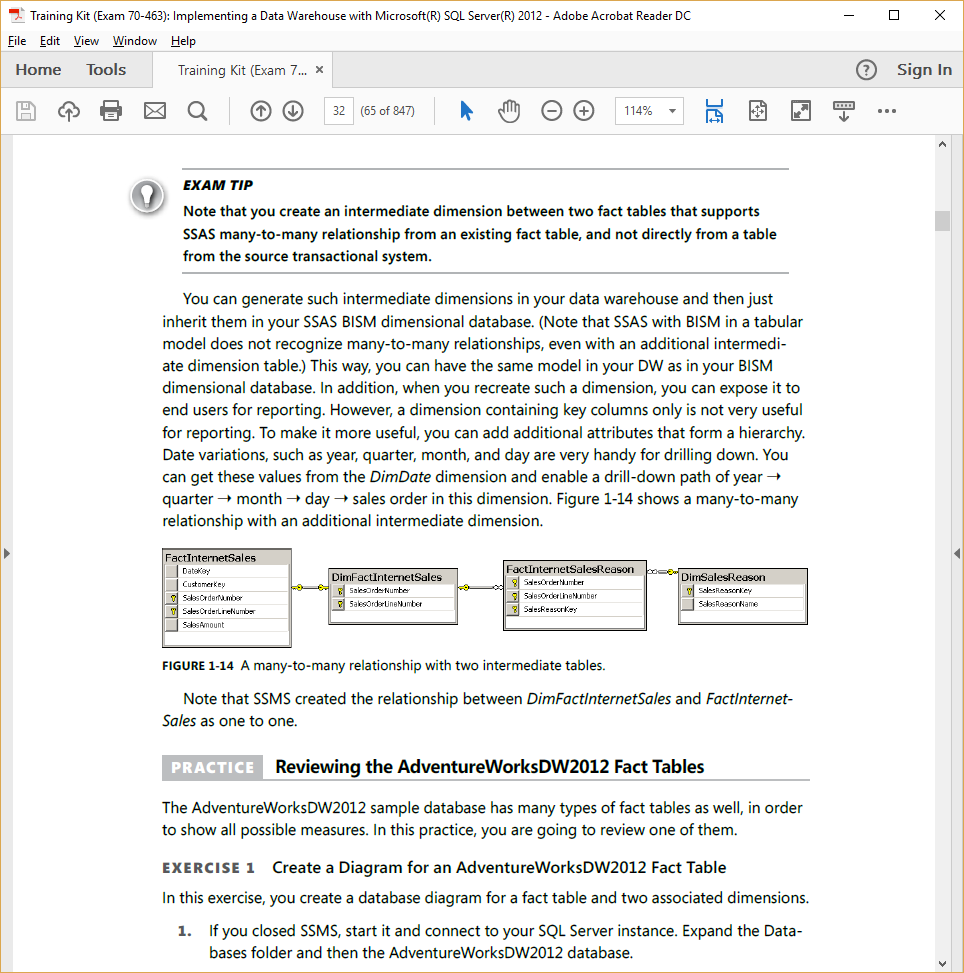 Training Kit (Exam 70-463): Implementing a Data Warehouse with Microsoft(R) SQL Server(R) 2012 - Adobe Acrobat Reader DC
File Edit View Window Help
Home Tools Training Kit (Exam 7... × ? Sign In
32 (65 of 847) 114%
EXAM TIP
Note that you create an intermediate dimension between two fact tables that supports
SSAS many-to-many relationship from an existing fact table, and not directly from a table
from the source transactional system.
You can generate such intermediate dimensions in your data warehouse and then just
inherit them in your SSAS BISM dimensional database. (Note that SSAS with BISM in a tabular
model does not recognize many-to-many relationships, even with an additional intermedi-
ate dimension table.) This way, you can have the same model in your DW as in your BISM
dimensional database. In addition, when you recreate such a dimension, you can expose it to
end users for reporting. However, a dimension containing key columns only is not very useful
for reporting. To make it more useful, you can add additional attributes that form a hierarchy.
Date variations, such as year, quarter, month, and day are very handy for drilling down. You
can get these values from the DimDate dimension and enable a drill-down path of year →
quarter → month → day → sales order in this dimension. Figure 1-14 shows a many-to-many
relationship with an additional intermediate dimension.
FactInternetSales
DateKey
CustomerKey
SalesOrderNumber
SalesOrderLineNumber
SalesAmount
DimFactInternetSales
SalesOrderNumber
SalesOrderLineNumber
FactInternetSalesReason
SalesOrderNumber
SalesOrderLineNumber
SalesReasonKey
DimSalesReason
SalesReasonKey
SalesReasonName
FIGURE 1-14 A many-to-many relationship with two intermediate tables.
Note that SSMS created the relationship between DimFactInternetSales and FactInternet-
Sales as one to one.
PRACTICE Reviewing the AdventureWorksDW2012 Fact Tables
The AdventureWorksDW2012 sample database has many types of fact tables as well, in order
to show all possible measures. In this practice, you are going to review one of them.
EXERCISE 1 Create a Diagram for an AdventureWorksDW2012 Fact Table
In this exercise, you create a database diagram for a fact table and two associated dimensions.
1. If you closed SSMS, start it and connect to your SQL Server instance. Expand the Data-
bases folder and then the AdventureWorksDW2012 database.